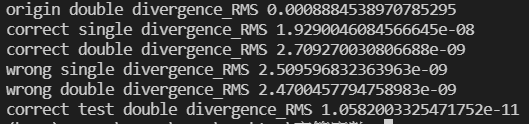 origin double divergence_RMS 0.0008884538970785295
correct single divergence_RMS 1.9290046084566645e-08
correct double divergence_RMS 2.709270030806688e-09
wrong single divergence_RMS 2.509596832363963e-09
wrong double divergence_RMS 2.4700457794758983e-09
correct test double divergence_RMS 1.0582003325471752e-11